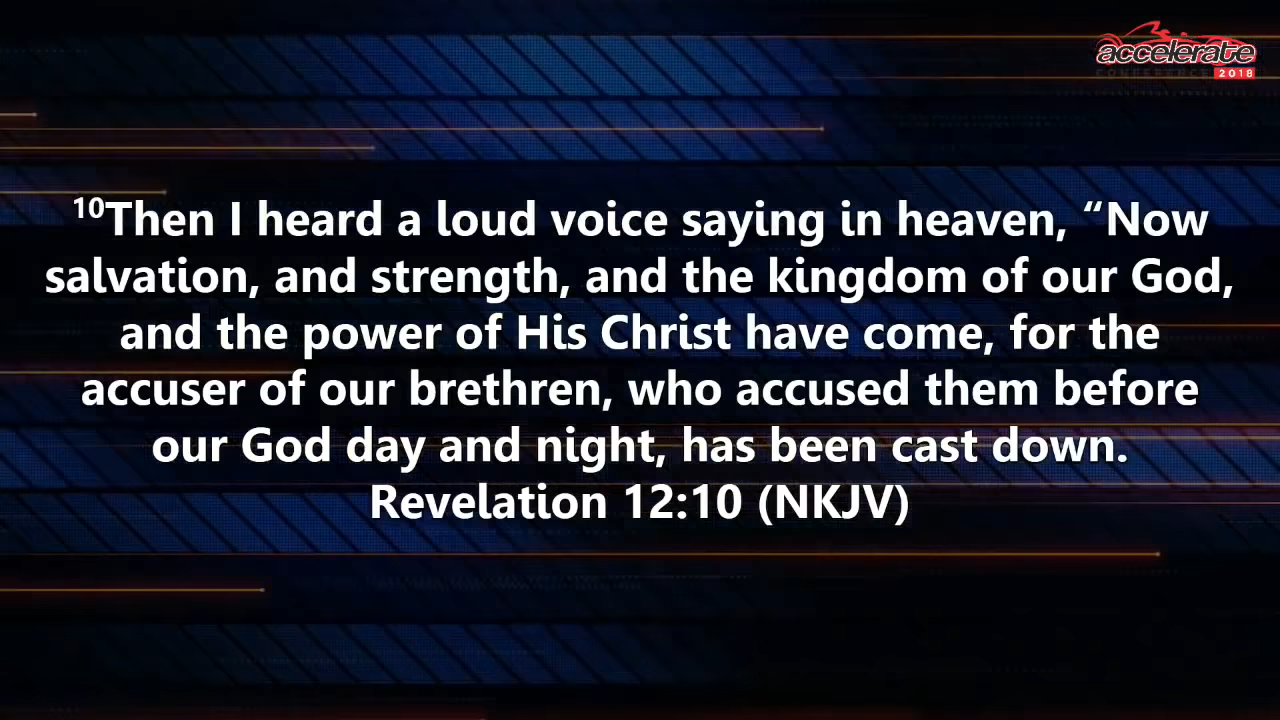 accelerate
CONFERENCE 2018
¹⁰Then I heard a loud voice saying in heaven, “Now
salvation, and strength, and the kingdom of our God,
and the power of His Christ have come, for the
accuser of our brethren, who accused them before
our God day and night, has been cast down.
Revelation 12:10 (NKJV)